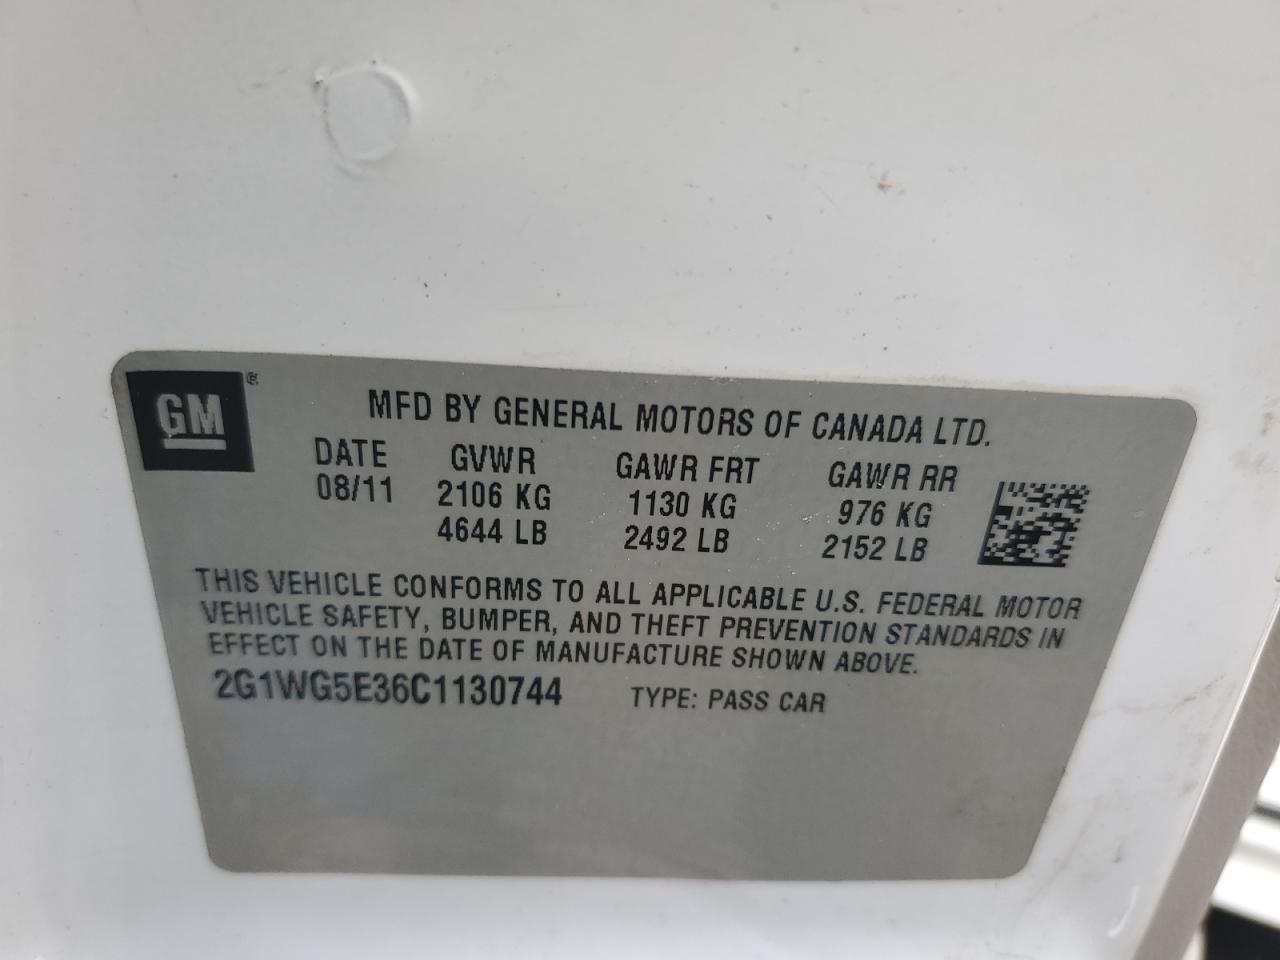 GM ®
MFD BY GENERAL MOTORS OF CANADA LTD.
DATE GVWR GAWR FRT GAWR RR
08/11 2106 KG 1130 KG 976 KG
4644 LB 2492 LB 2152 LB
THIS VEHICLE CONFORMS TO ALL APPLICABLE U.S. FEDERAL MOTOR
VEHICLE SAFETY, BUMPER, AND THEFT PREVENTION STANDARDS IN
EFFECT ON THE DATE OF MANUFACTURE SHOWN ABOVE.
2G1WG5E36C1130744 TYPE: PASS CAR